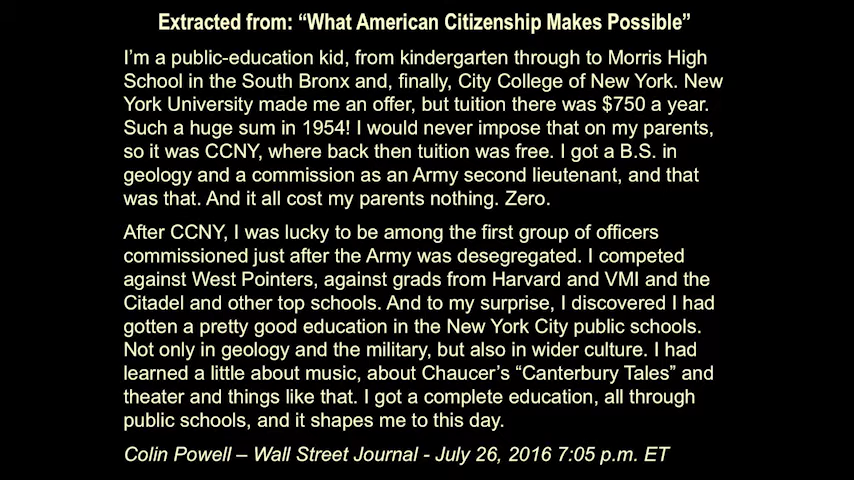 Extracted from: “What American Citizenship Makes Possible”
I’m a public-education kid, from kindergarten through to Morris High
School in the South Bronx and, finally, City College of New York. New
York University made me an offer, but tuition there was $750 a year.
Such a huge sum in 1954! I would never impose that on my parents,
so it was CCNY, where back then tuition was free. I got a B.S. in
geology and a commission as an Army second lieutenant, and that
was that. And it all cost my parents nothing. Zero.
After CCNY, I was lucky to be among the first group of officers
commissioned just after the Army was desegregated. I competed
against West Pointers, against grads from Harvard and VMI and the
Citadel and other top schools. And to my surprise, I discovered I had
gotten a pretty good education in the New York City public schools.
Not only in geology and the military, but also in wider culture. I had
learned a little about music, about Chaucer’s “Canterbury Tales” and
theater and things like that. I got a complete education, all through
public schools, and it shapes me to this day.
Colin Powell – Wall Street Journal - July 26, 2016 7:05 p.m. ET